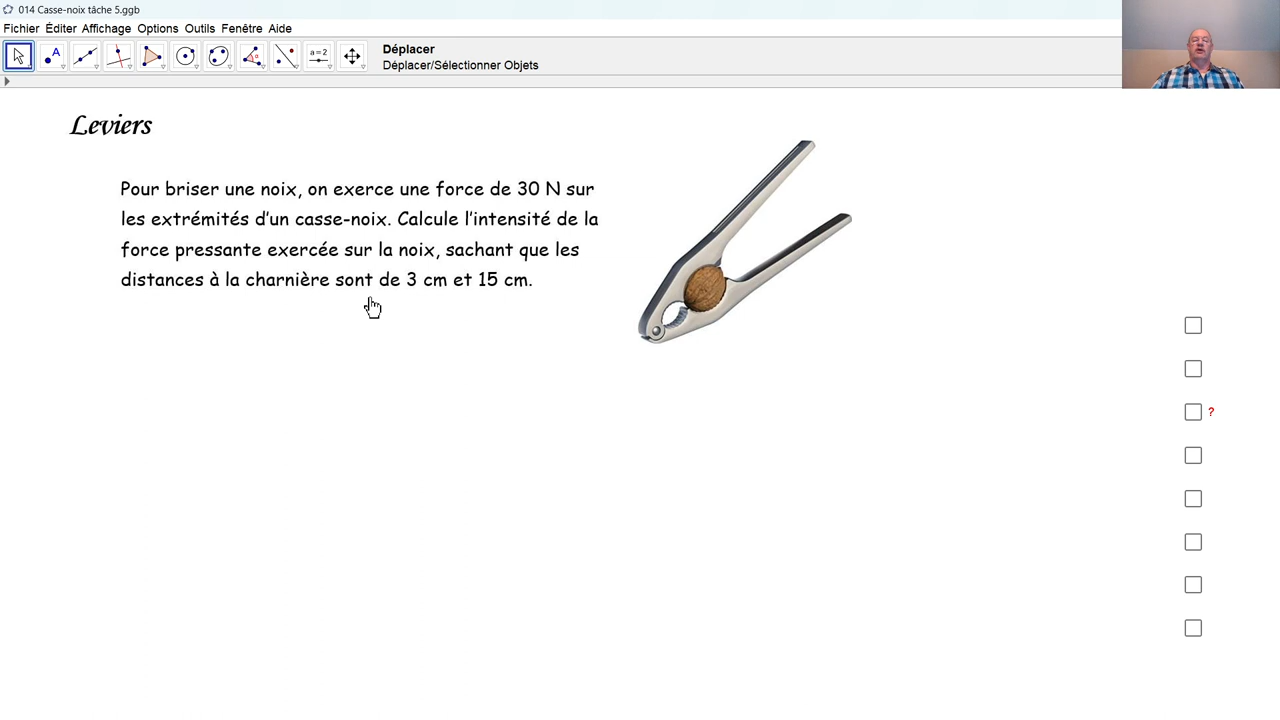 014 Casse-noix tâche 5.ggb
Fichier Éditer Affichage Options Outils Fenêtre Aide
A
a=2
Déplacer
Déplacer/Sélectionner Objets
Leviers
Pour briser une noix, on exerce une force de 30 N sur
les extrémités d'un casse-noix. Calcule l'intensité de la
force pressante exercée sur la noix, sachant que les
distances à la charnière sont de 3 cm et 15 cm.
?